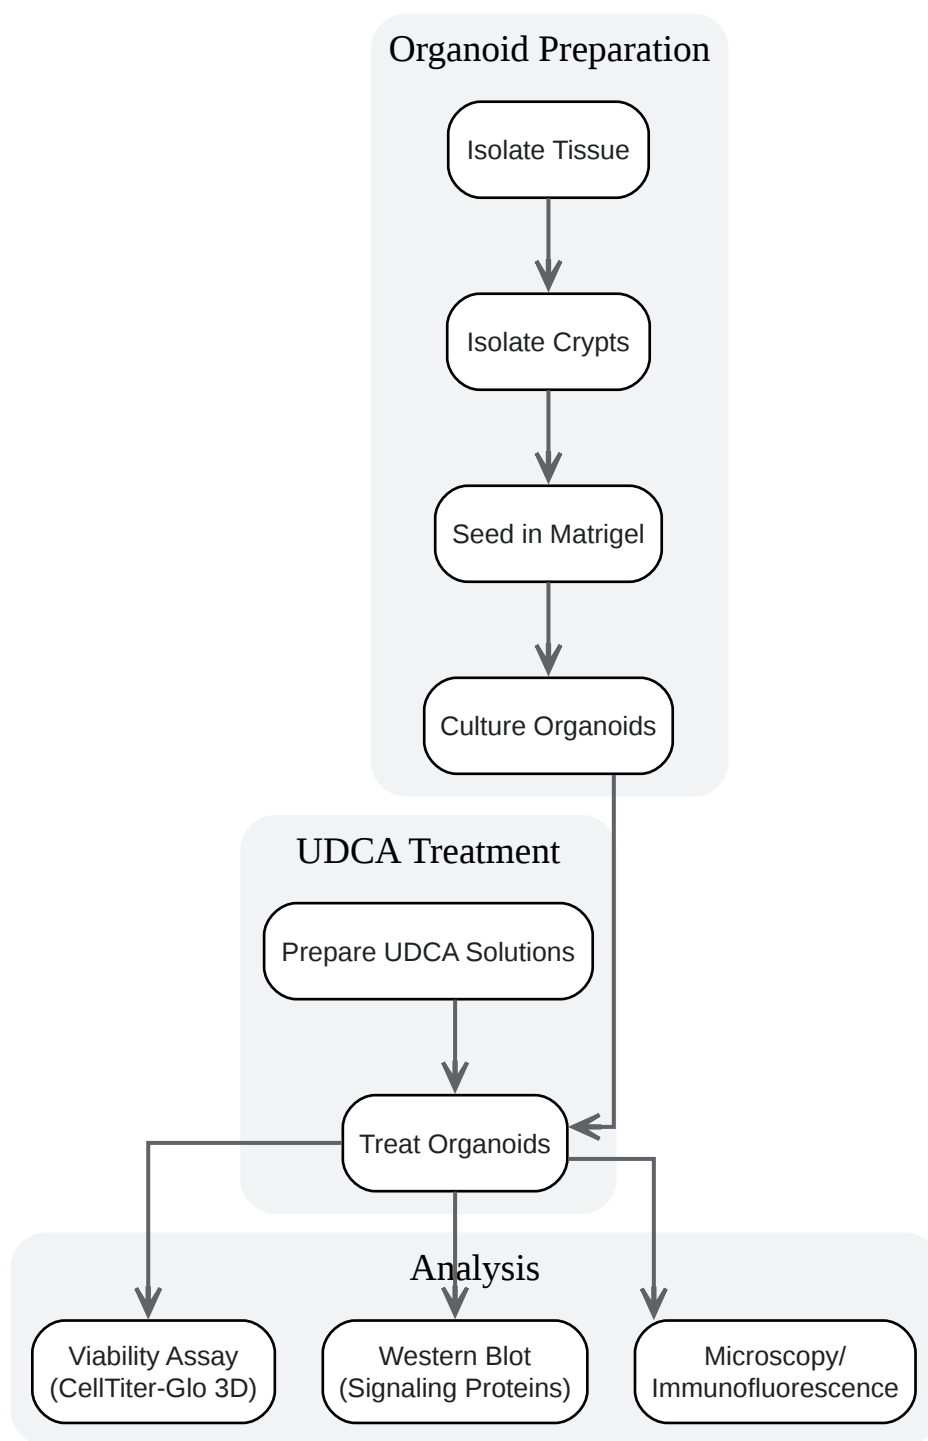 Organoid Preparation
Isolate Tissue
Isolate Crypts
Seed in Matrigel
Culture Organoids
UDCA Treatment
Prepare UDCA Solutions
Treat Organoids
Analysis
Viability Assay
(CellTiter-Glo 3D)
Western Blot
(Signaling Proteins)
Microscopy/
Immunofluorescence